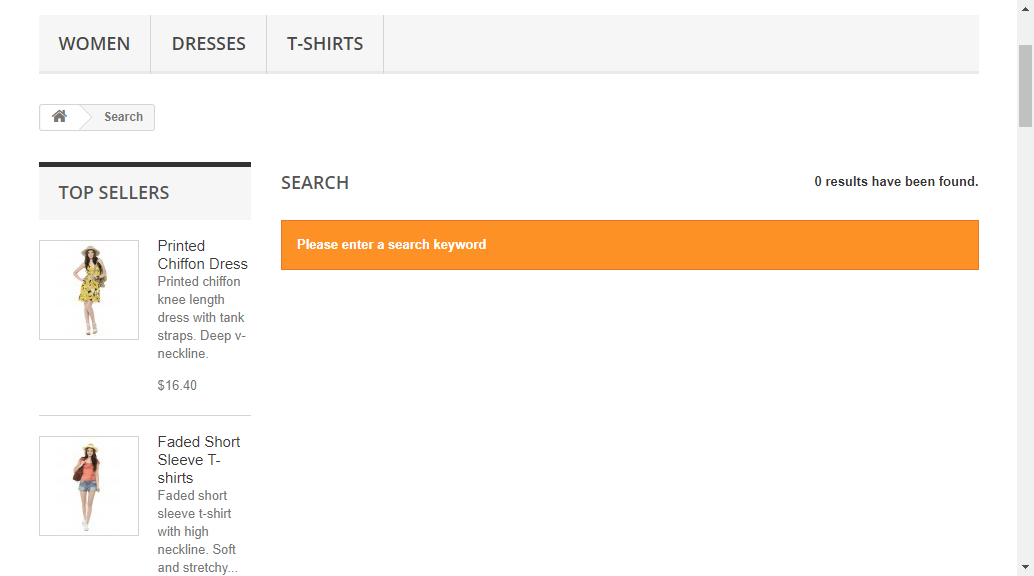 WOMEN DRESSES T-SHIRTS
Search
TOP SELLERS
SEARCH
0 results have been found.
Please enter a search keyword
Printed
Chiffon Dress
Printed chiffon
knee length
dress with tank
straps. Deep v-
neckline.
$16.40
Faded Short
Sleeve T-
shirts
Faded short
sleeve t-shirt
with high
neckline. Soft
and stretchy...